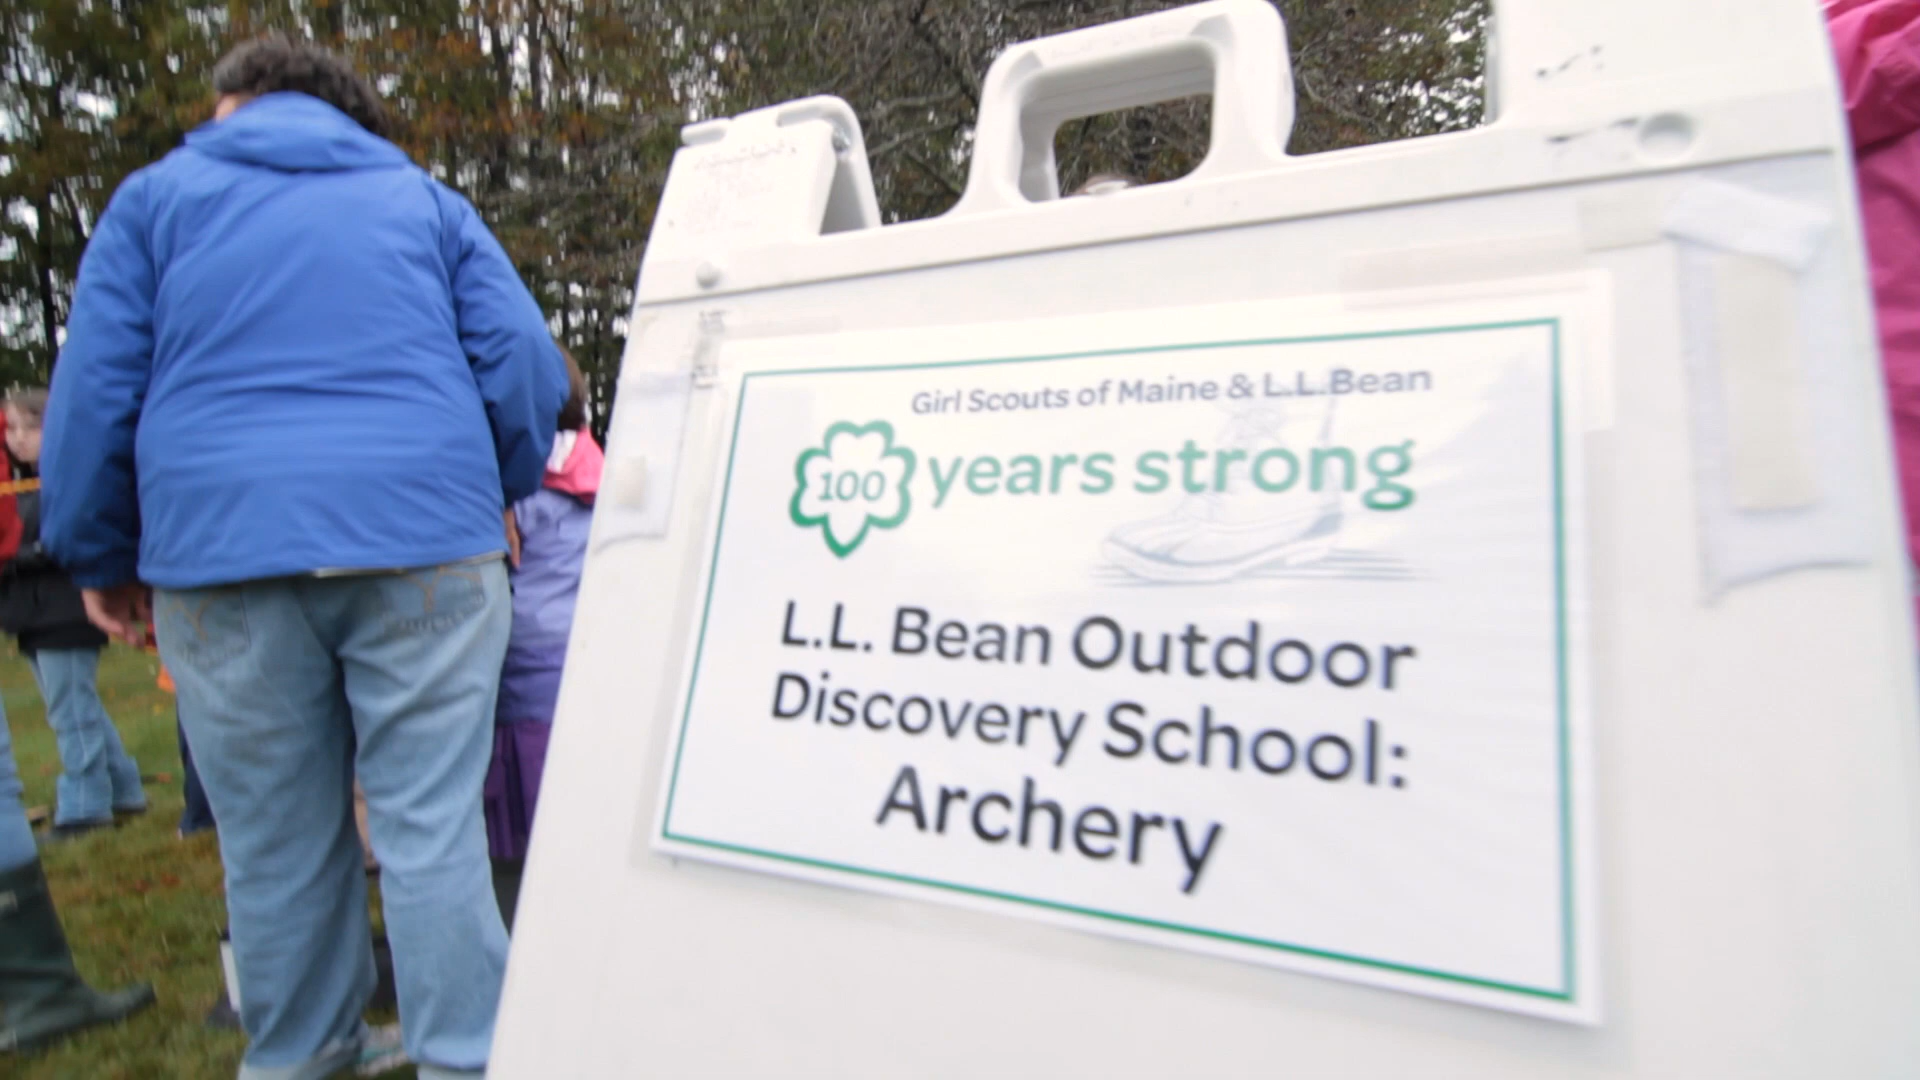 Girl Scouts of Maine & L.L.Bean
100 years strong
L.L. Bean Outdoor
Discovery School:
Archery